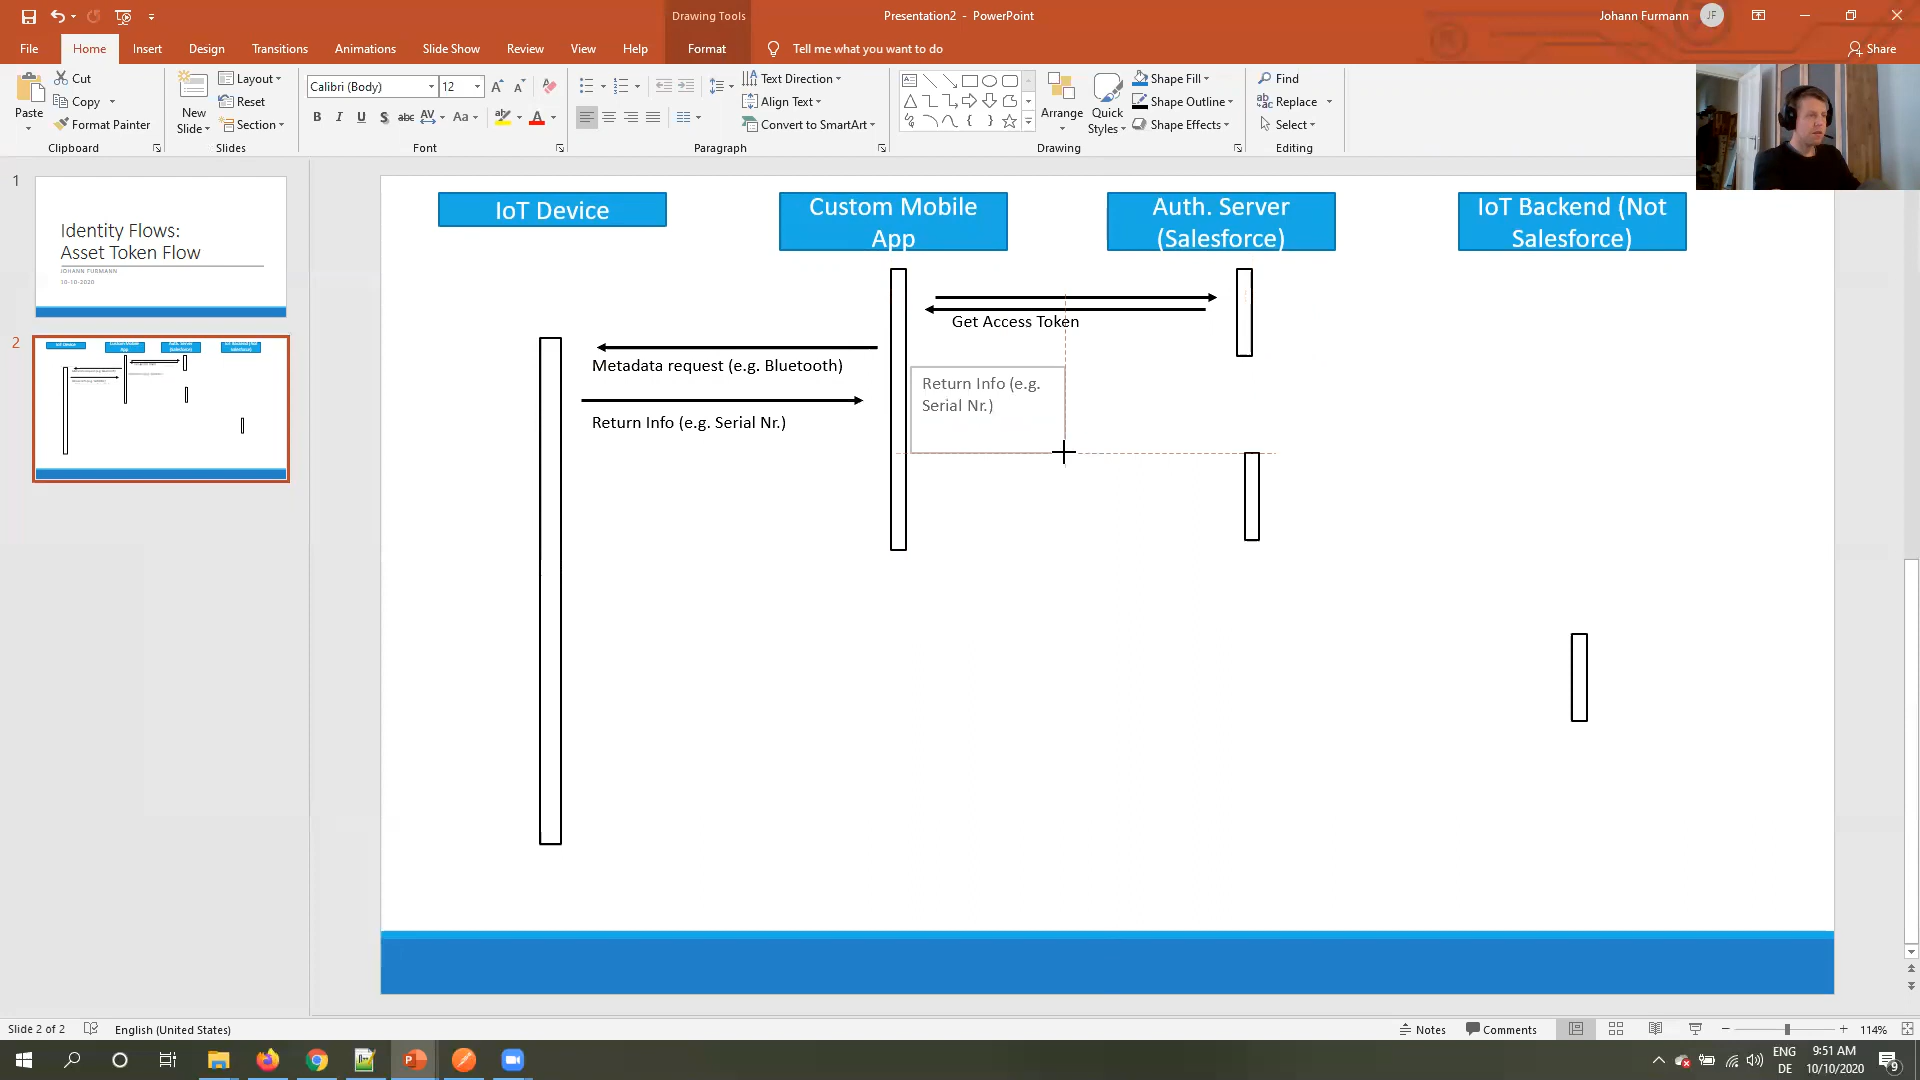 Drawing Tools
Presentation2 - PowerPoint
Johann Furmann
JF
File
Home
Insert
Design
Transitions
Animations
Slide Show
Review
View
Help
Format
Tell me what you want to do
Share
Paste
Cut
Copy
Format Painter
Clipboard
New
Slide
Layout
Reset
Section
Slides
Calibri (Body)
12
Font
Text Direction
Align Text
Convert to SmartArt
Paragraph
Arrange
Quick
Styles
Shape Fill
Shape Outline
Shape Effects
Drawing
Find
Replace
Select
Editing
1
Identity Flows:
Asset Token Flow
JOHANN FURMANN
10-10-2020
2
IoT Device
Custom Mobile
App
Auth. Server
(Salesforce)
IoT Backend (Not
Salesforce)
Get Access Token
Metadata request (e.g. Bluetooth)
Return Info (e.g.
Serial Nr.)
Return Info (e.g. Serial Nr.)
Slide 2 of 2
English (United States)
Notes
Comments
114%
ENG
DE
9:51 AM
10/10/2020
9